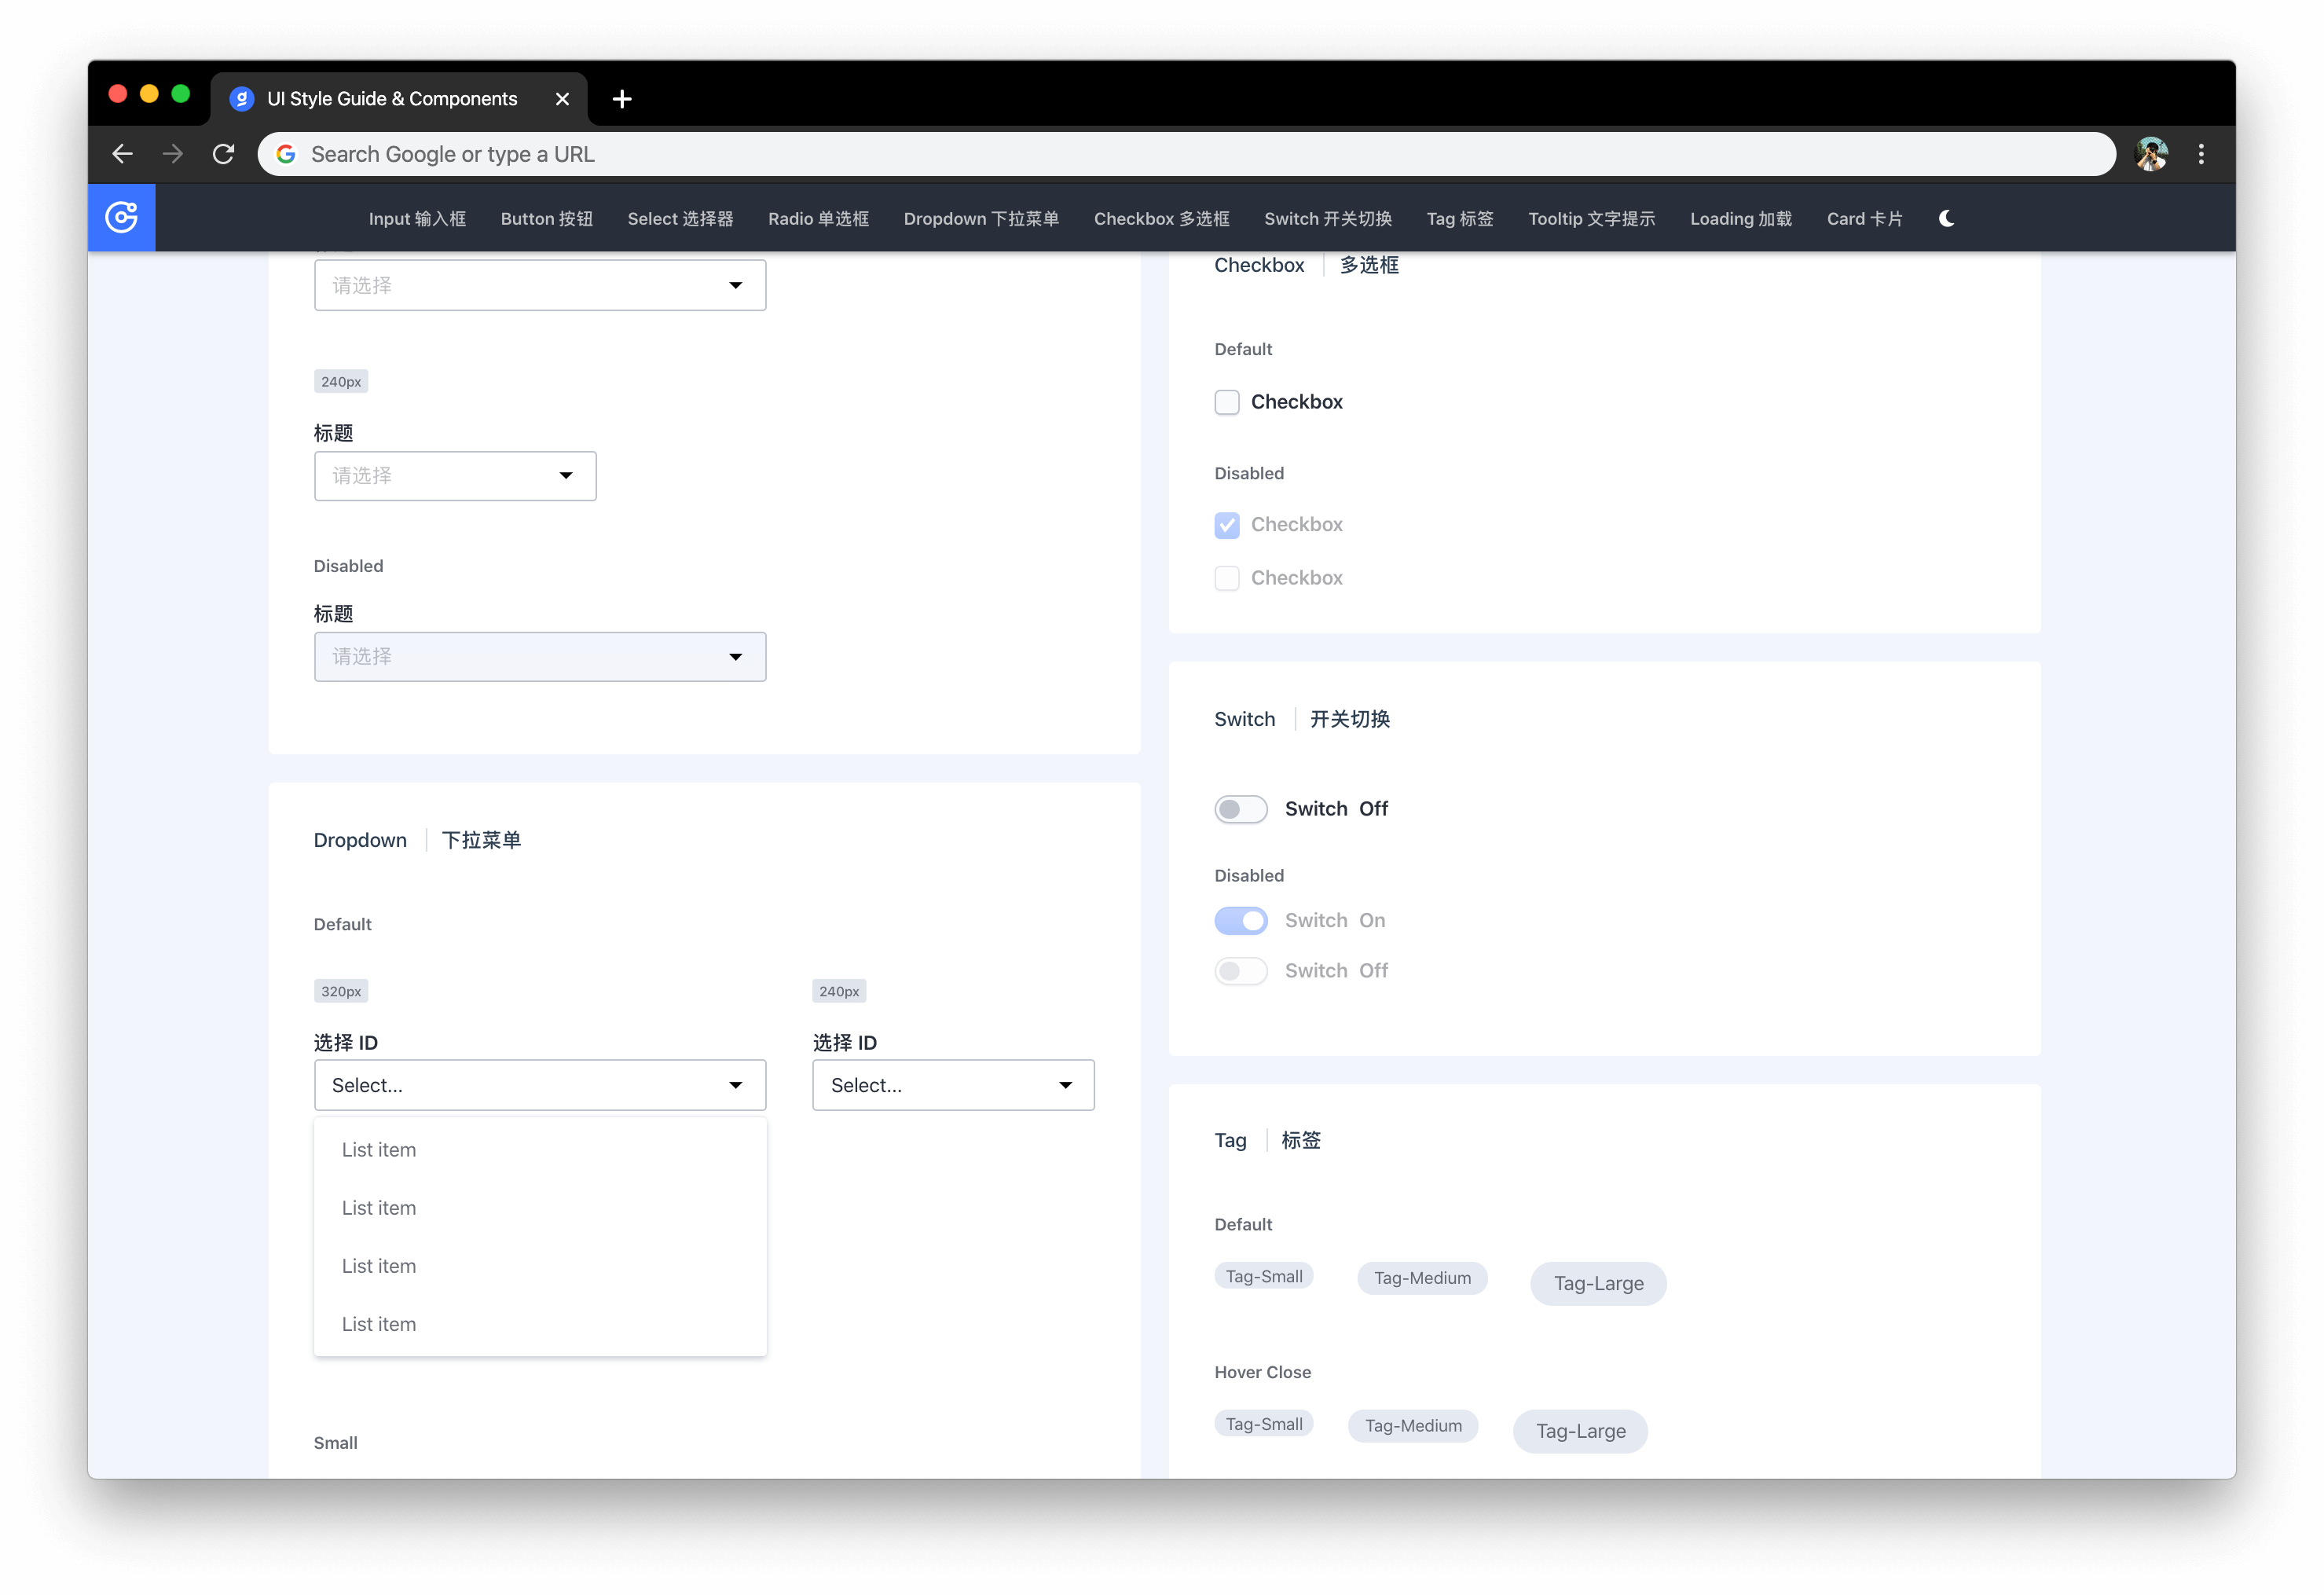 UI Style Guide & Components
Search Google or type a URL
Input 输入框 Button 按钮 Select 选择器 Radio 单选框 Dropdown 下拉菜单 Checkbox 多选框 Switch 开关切换 Tag 标签 Tooltip 文字提示 Loading 加载 Card 卡片
请选择
240px
标题
请选择
Disabled
标题
请选择
Dropdown 下拉菜单
Default
320px 240px
选择 ID 选择 ID
Select... Select...
List item
List item
List item
List item
Small
Checkbox 多选框
Default
Checkbox
Disabled
Checkbox
Checkbox
Switch 开关切换
Switch Off
Disabled
Switch On
Switch Off
Tag 标签
Default
Tag-Small Tag-Medium Tag-Large
Hover Close
Tag-Small Tag-Medium Tag-Large